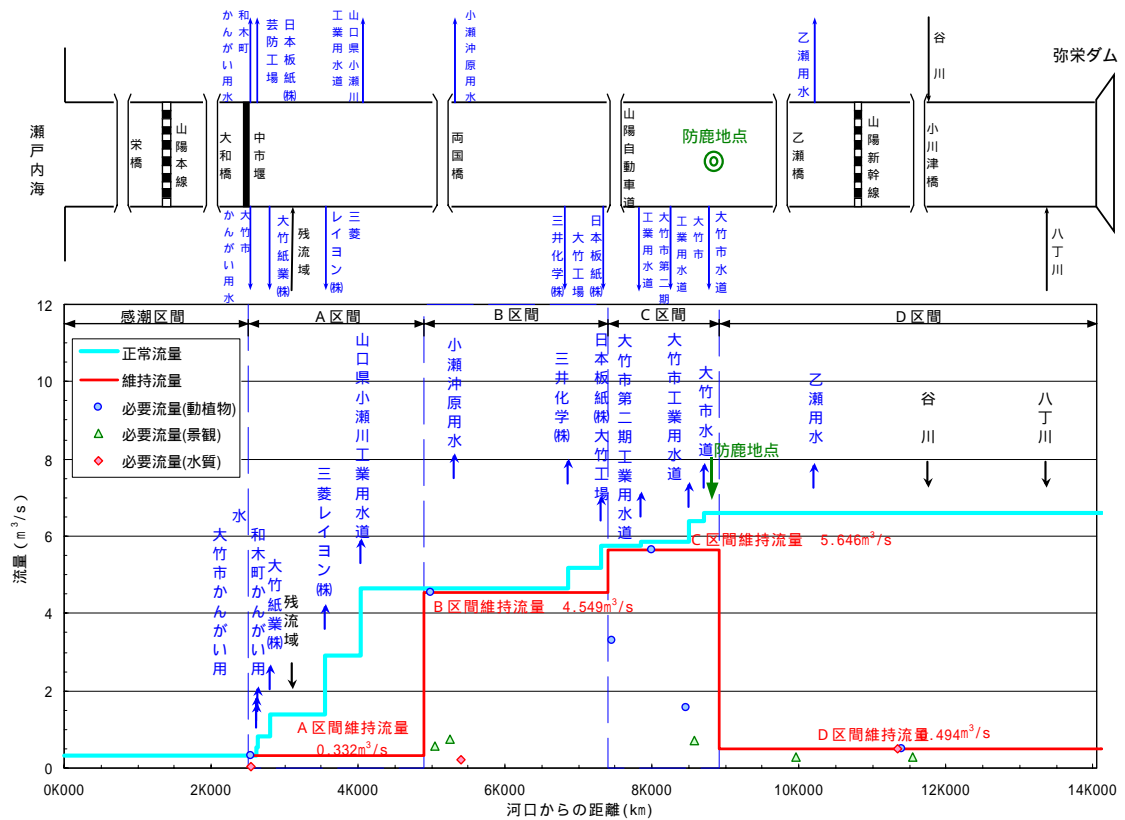 和木町
かんがい用水
日本板紙㈱
芸防工場
山口県小瀬川
工業用水道
小瀬沖原用水
乙瀬用水
谷川
弥栄ダム
瀬戸内海
栄橋
山陽本線
大和橋
中市堰
両国橋
山陽自動車道
防鹿地点
乙瀬橋
山陽新幹線
小川津橋
大竹市
かんがい用水
大竹紙業㈱
残流域
三菱
レイヨン㈱
三井化学㈱
日本板紙㈱
大竹工場
大竹市第二期
工業用水道
大竹市
工業用水道
大竹市水道
八丁川
感潮区間
A区間
B区間
C区間
D区間
正常流量
維持流量
必要流量(動植物)
必要流量(景観)
必要流量(水質)
大竹市かんがい用
水
和木町かんがい用
大竹紙業㈱
残流域
三菱レイヨン㈱
山口県小瀬川工業用水道
小瀬沖原用水
三井化学㈱
日本板紙㈱大竹工場
大竹市第二期工業用水道
大竹市工業用水道
大竹市水道
防鹿地点
乙瀬用水
谷川
八丁川
A区間維持流量
0.332m³/s
B区間維持流量 4.549m³/s
C区間維持流量 5.646m³/s
D区間維持流量 .494m³/s
流量(m³/s)
12
10
8
6
4
2
0
0K000
2K000
4K000
6K000
8K000
10K000
12K000
14K000
河口からの距離(km)